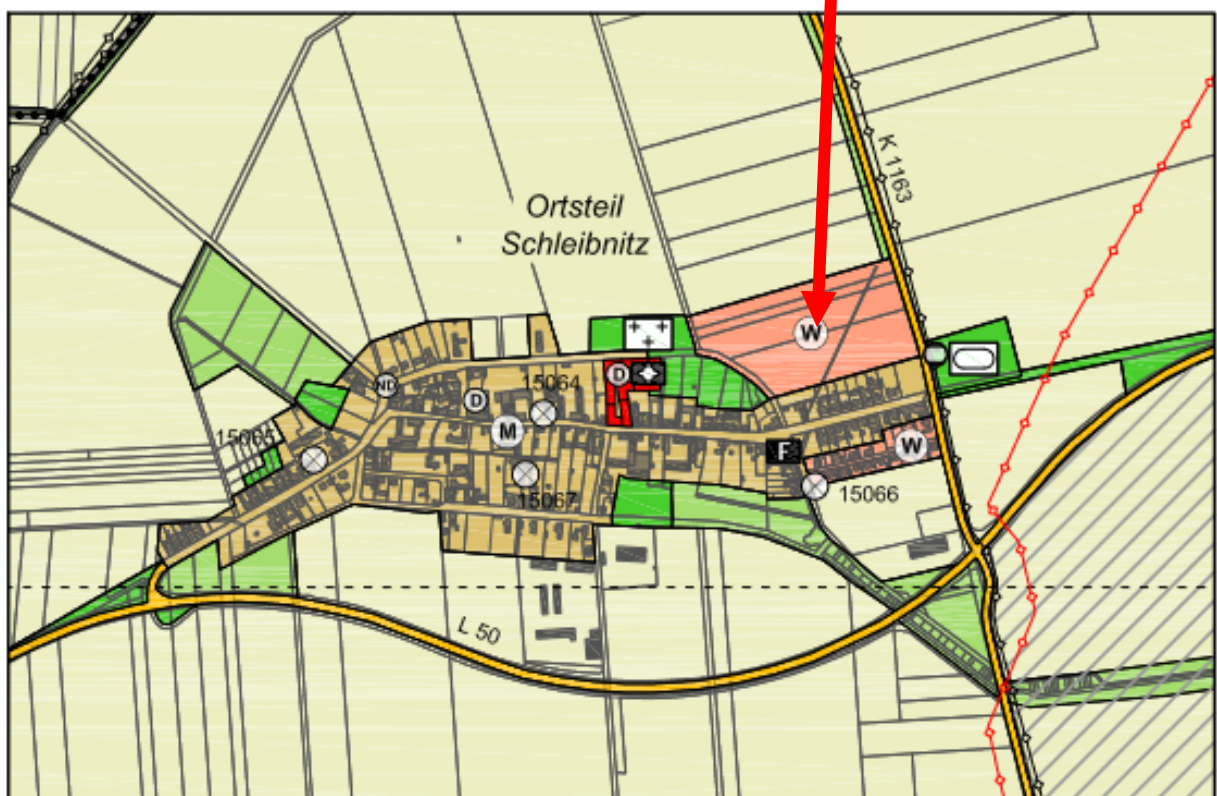 K 1163
Ortsteil
Schleibnitz
W
D
15064
ND
D
M
W
15065
F
15067
15066
L 50